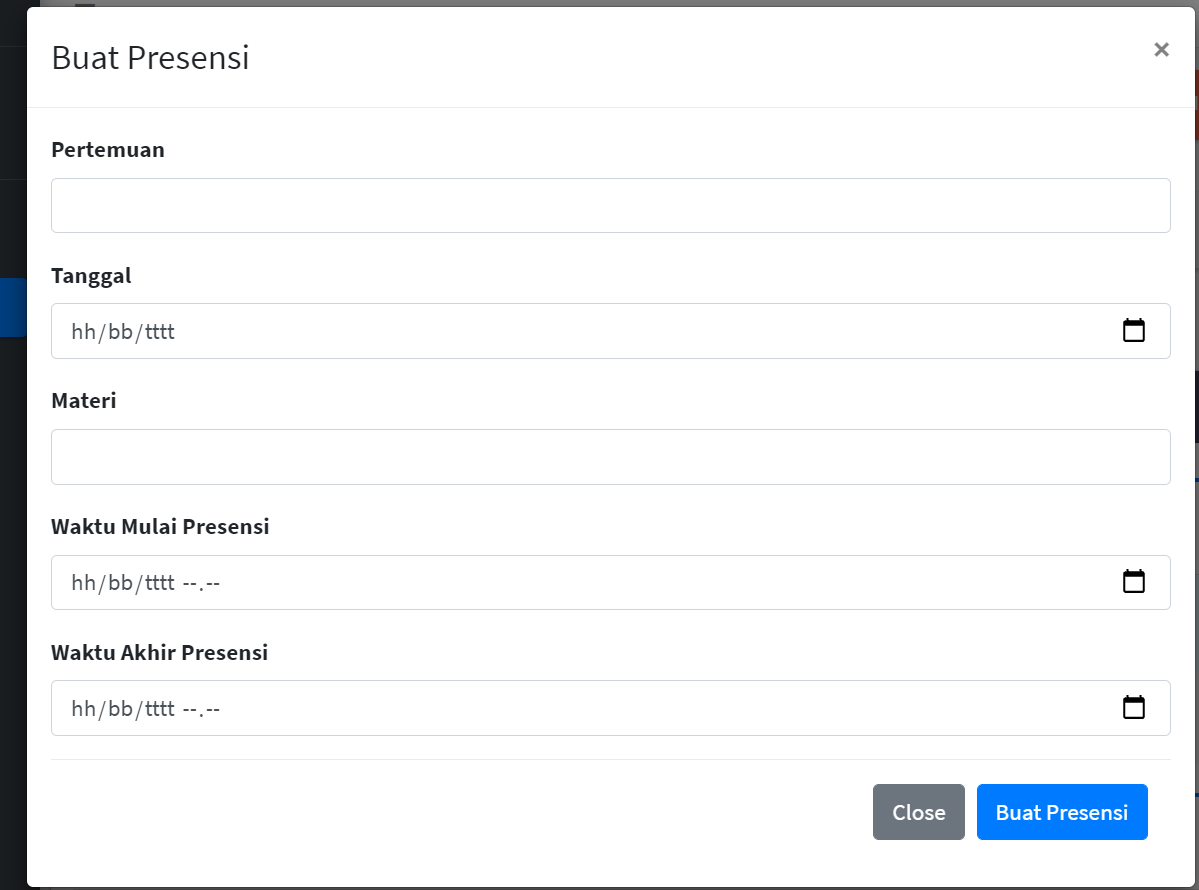 Buat Presensi
×
Pertemuan
Tanggal
hh/bb/tttt
Materi
Waktu Mulai Presensi
hh/bb/tttt --.--
Waktu Akhir Presensi
hh/bb/tttt --.--
Close
Buat Presensi